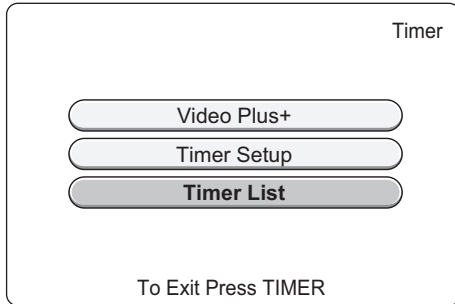 Timer
Video Plus+
Timer Setup
Timer List
To Exit Press TIMER